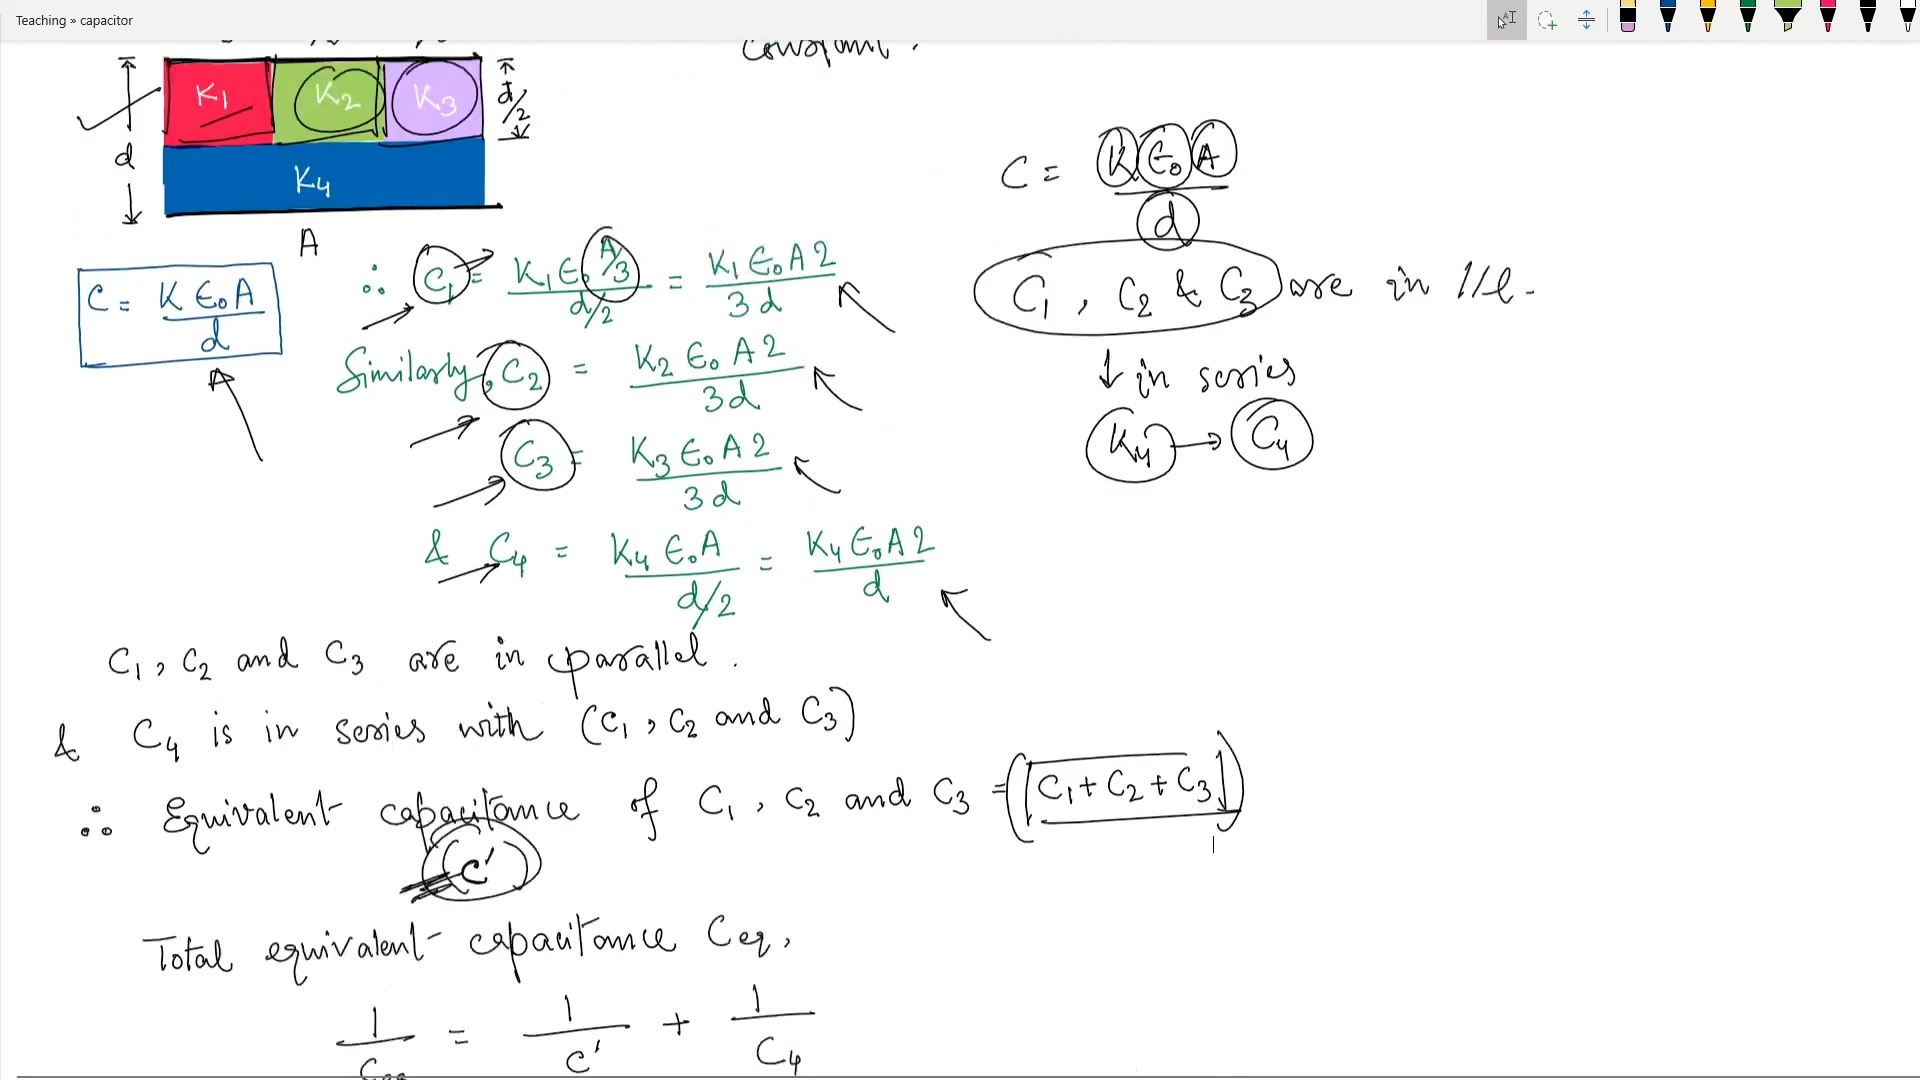 Teaching » capacitor
constant.
K1 K2 K3 d/2
d
K4
A
C = K ϵ₀ A / d
C = K ϵ₀ A / d
∴ C₁ = K₁ ϵ₀ A/3 / d/2 = K₁ ϵ₀ A 2 / 3d
C₁, C₂ & C₃ are in //l.
Similarly, C₂ = K₂ ϵ₀ A 2 / 3d
↓ in series
K₄ → C₄
C₃ = K₃ ϵ₀ A 2 / 3d
& C₄ = K₄ ϵ₀ A / d/2 = K₄ ϵ₀ A 2 / d
C₁, C₂ and C₃ are in parallel.
& C₄ is in series with (C₁, C₂ and C₃)
∴ Equivalent capacitance of C₁, C₂ and C₃ = (C₁ + C₂ + C₃)
(C')
Total equivalent capacitance Ceq,
1 / Ceq = 1 / C' + 1 / C₄